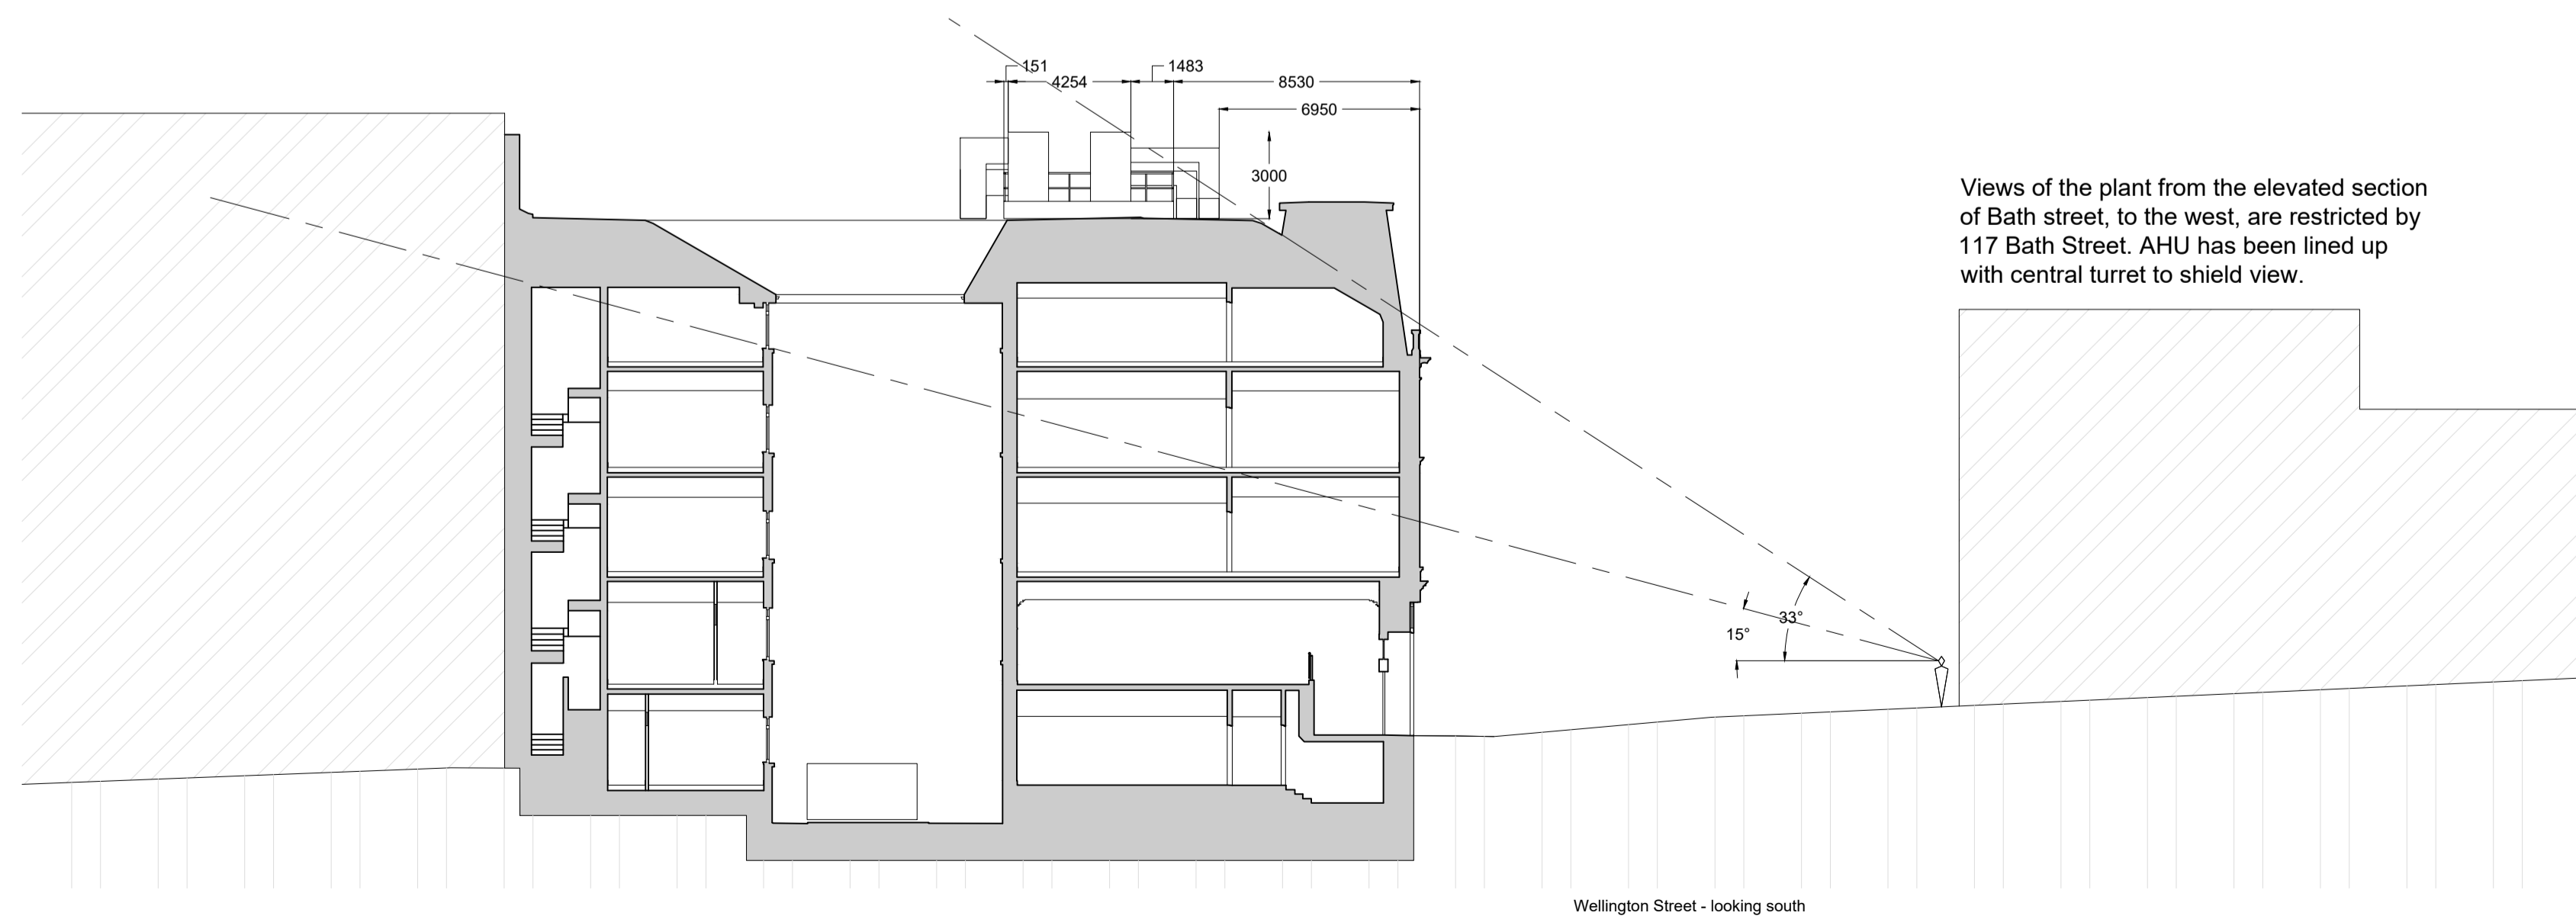 151
1483
4254
8530
6950
3000
Views of the plant from the elevated section
of Bath street, to the west, are restricted by
117 Bath Street. AHU has been lined up
with central turret to shield view.
33°
15°
Wellington Street - looking south